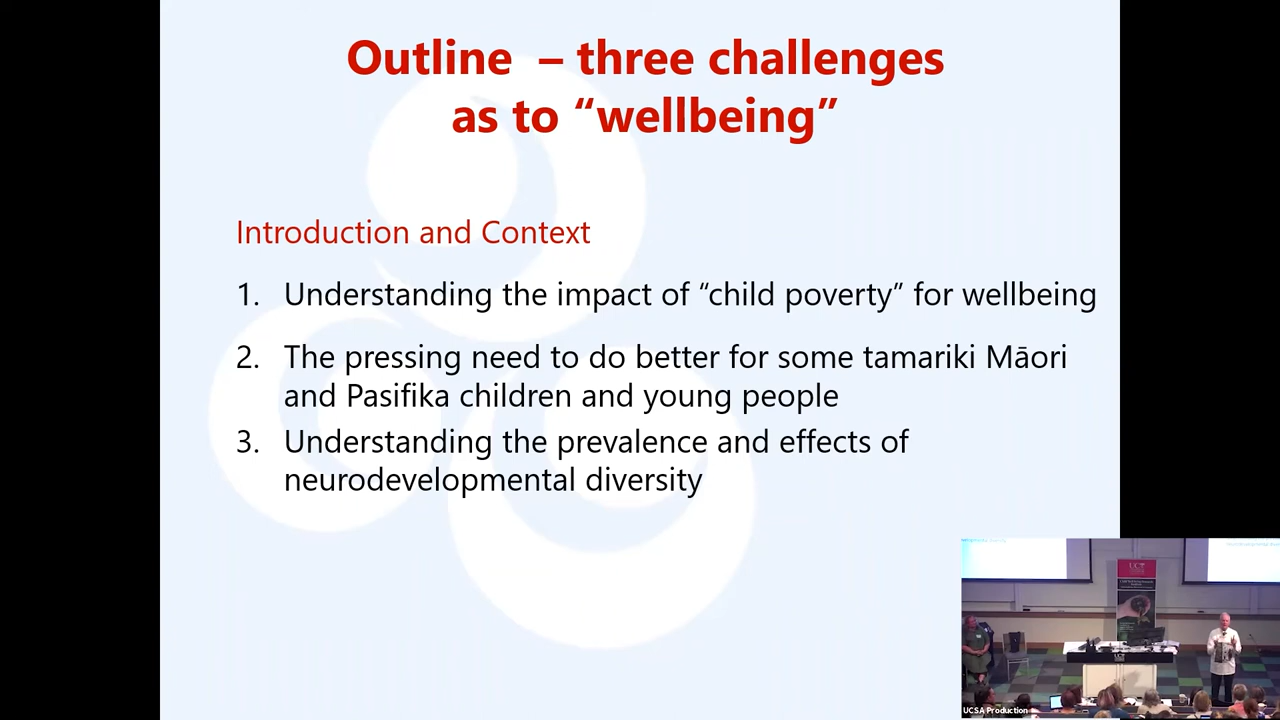 Outline – three challenges
as to “wellbeing”
Introduction and Context
1. Understanding the impact of “child poverty” for wellbeing
2. The pressing need to do better for some tamariki Māori
and Pasifika children and young people
3. Understanding the prevalence and effects of
neurodevelopmental diversity
UC
UC
UCSA Production